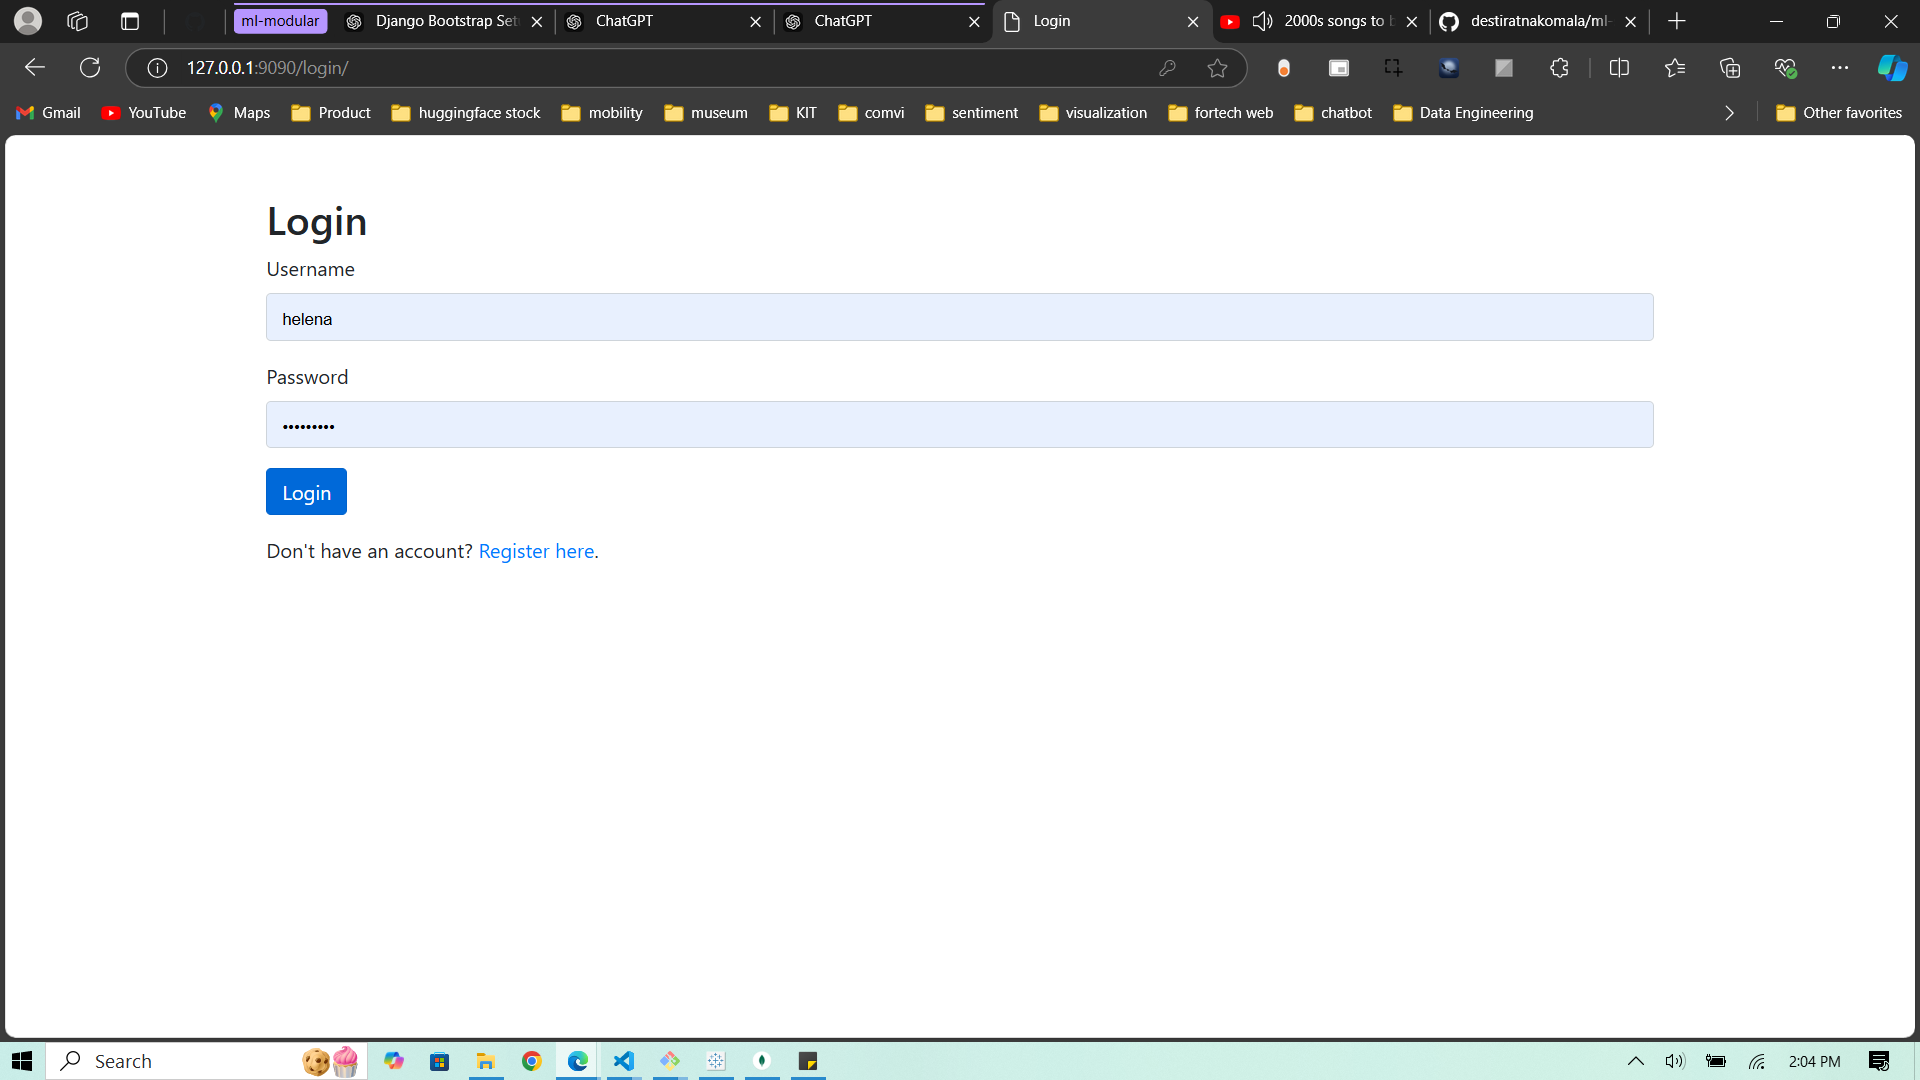 ml-modular
Django Bootstrap Set
ChatGPT
ChatGPT
Login
2000s songs to b
destiratnakomala/ml-
127.0.0.1:9090/login/
Gmail
YouTube
Maps
Product
huggingface stock
mobility
museum
KIT
comvi
sentiment
visualization
fortech web
chatbot
Data Engineering
Other favorites
Login
Username
helena
Password
•••••••••
Login
Don't have an account? Register here.
Search
2:04 PM